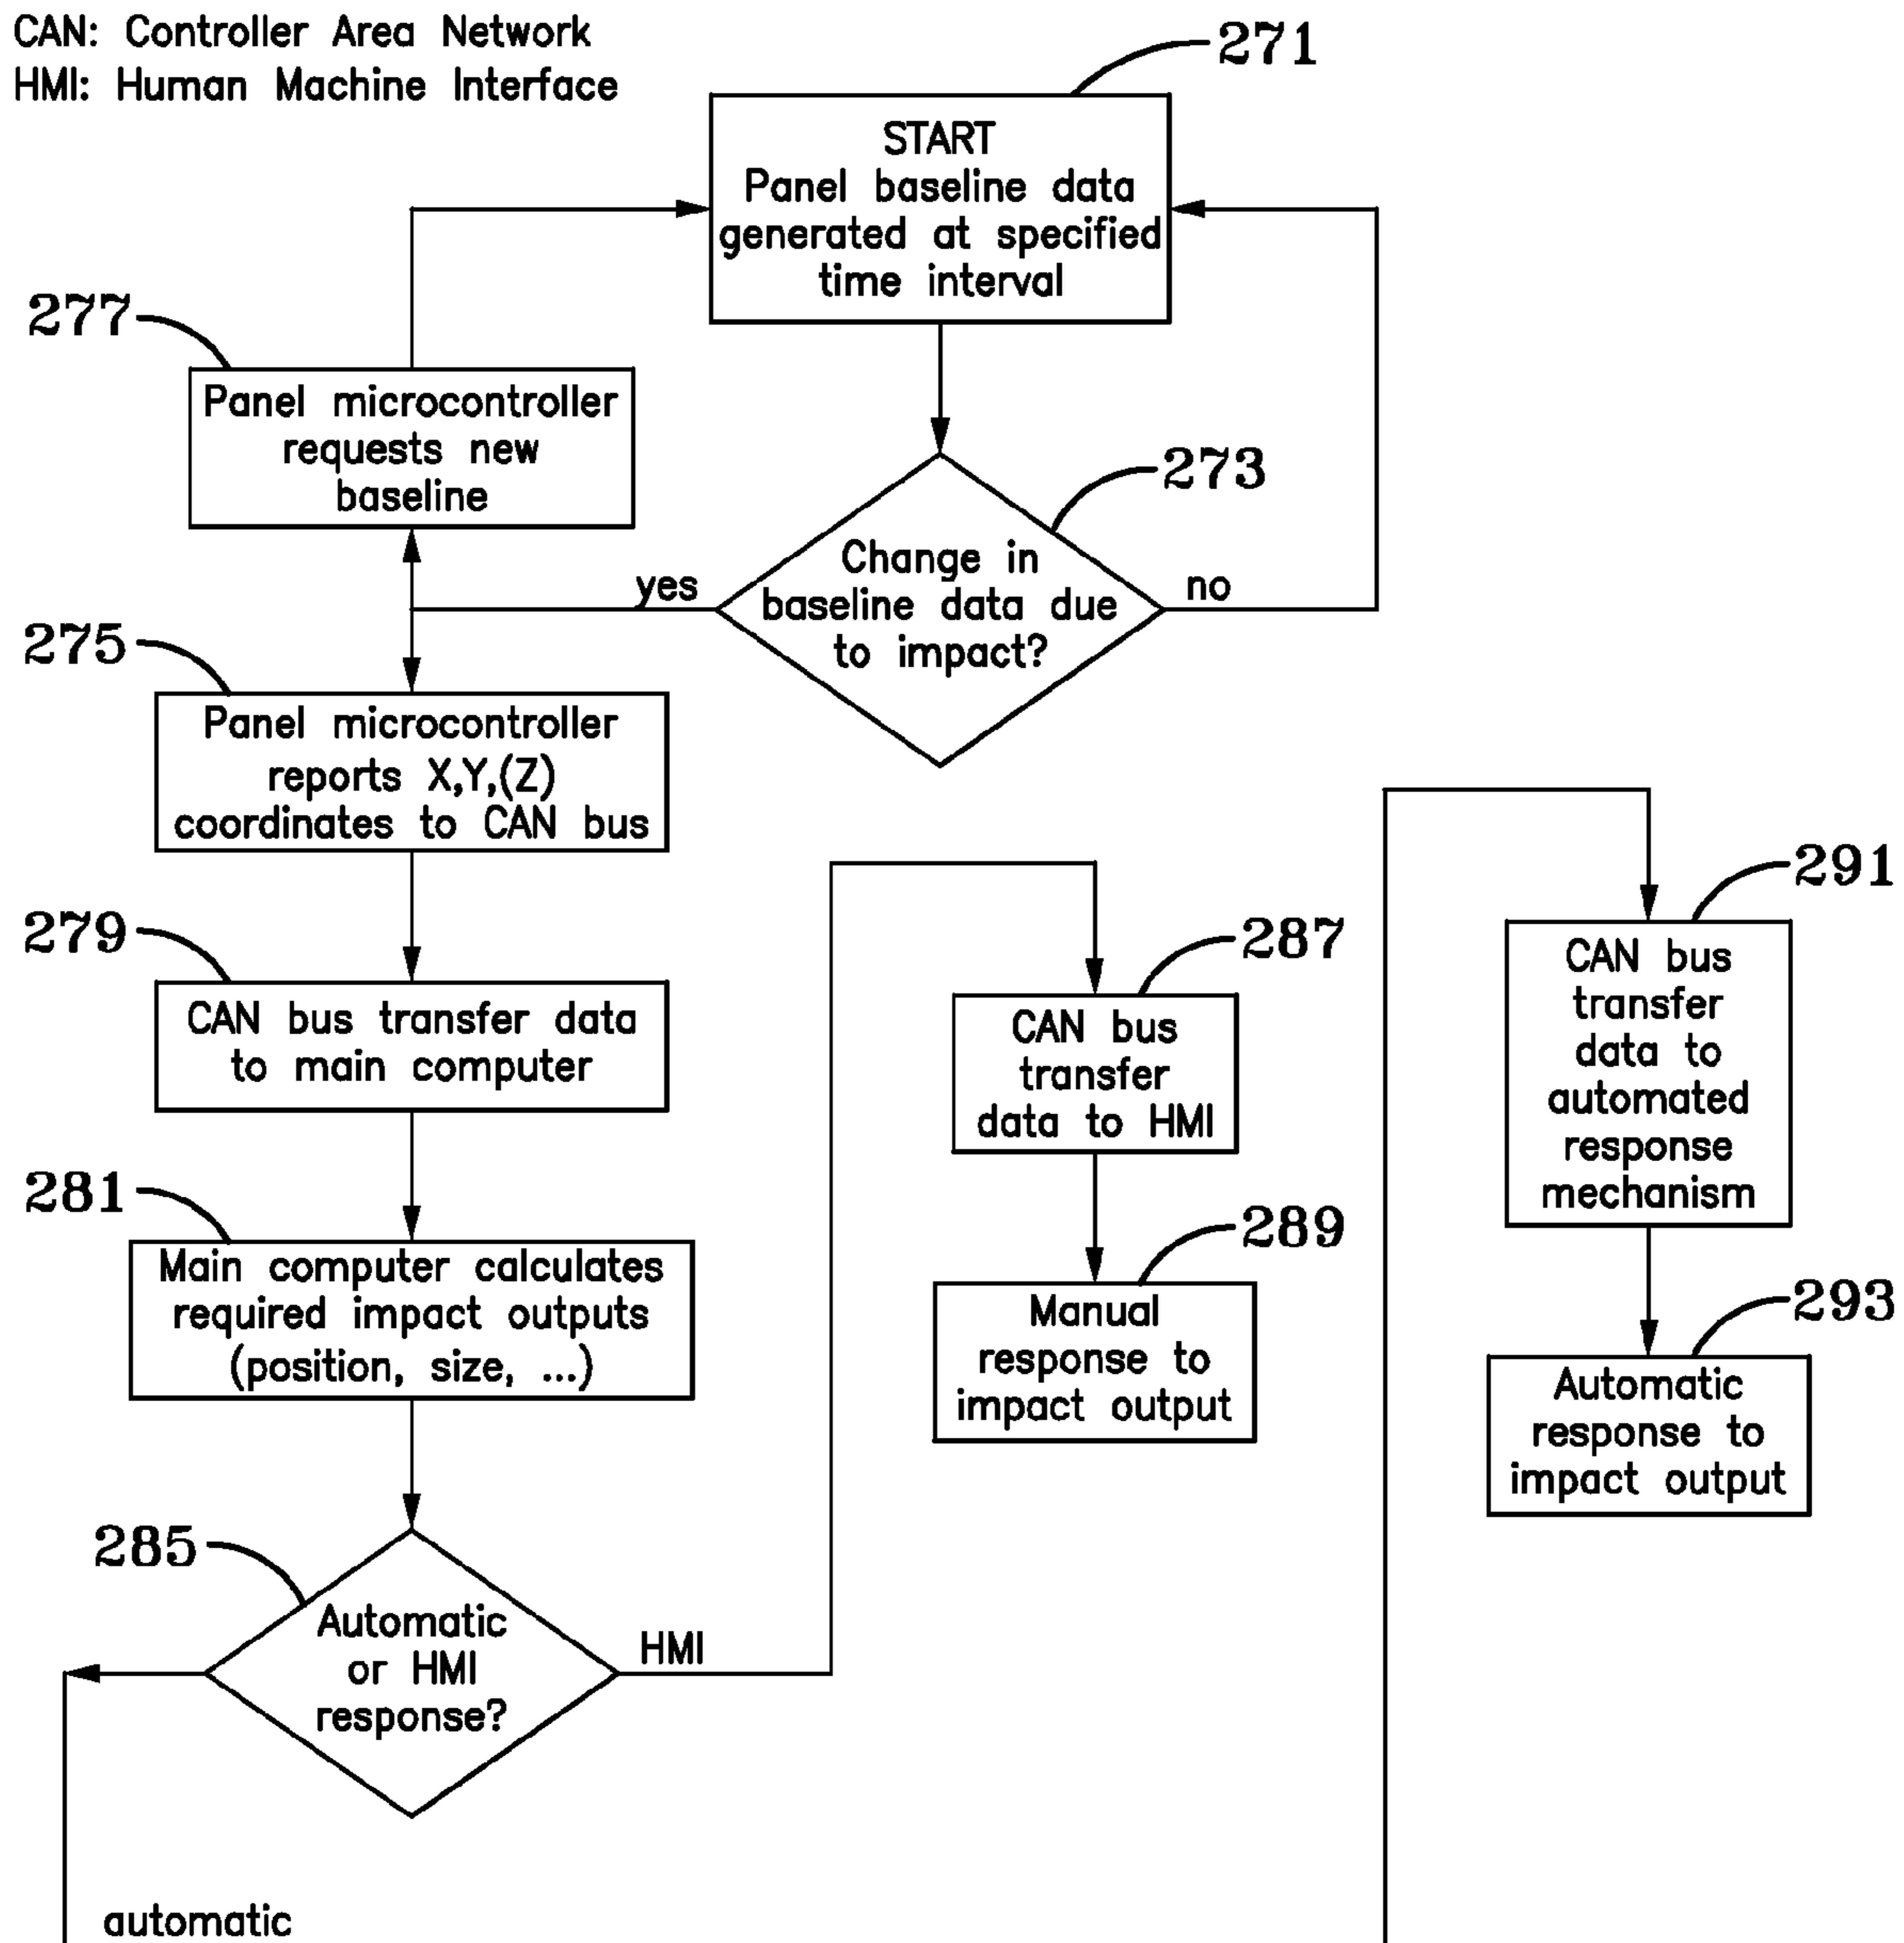 CAN: Controller Area Network
HMI: Human Machine Interface
271
START
Panel baseline data
generated at specified
time interval
277
Panel microcontroller
requests new
baseline
273
Change in
baseline data due
to impact?
yes
no
275
Panel microcontroller
reports X,Y,(Z)
coordinates to CAN bus
279
CAN bus transfer data
to main computer
281
Main computer calculates
required impact outputs
(position, size, ...)
285
Automatic
or HMI
response?
HMI
automatic
287
CAN bus
transfer
data to HMI
289
Manual
response to
impact output
291
CAN bus
transfer
data to
automated
response
mechanism
293
Automatic
response to
impact output